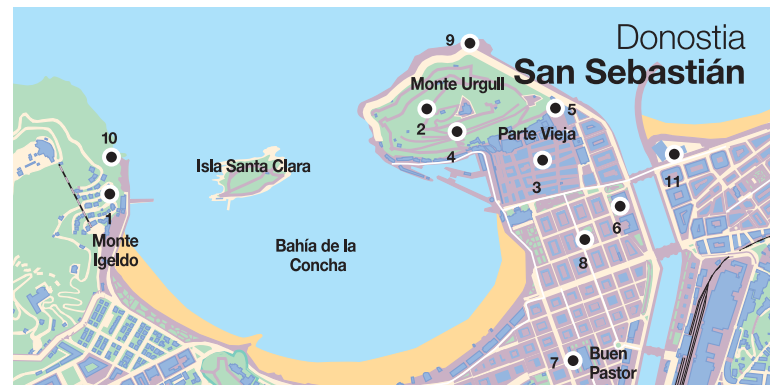 Donostia
San Sebastián
9
Monte Urgull
2
5
4
Parte Vieja
3
10
Isla Santa Clara
11
1
6
Monte
Igeldo
Bahía de la
Concha
8
7
Buen
Pastor